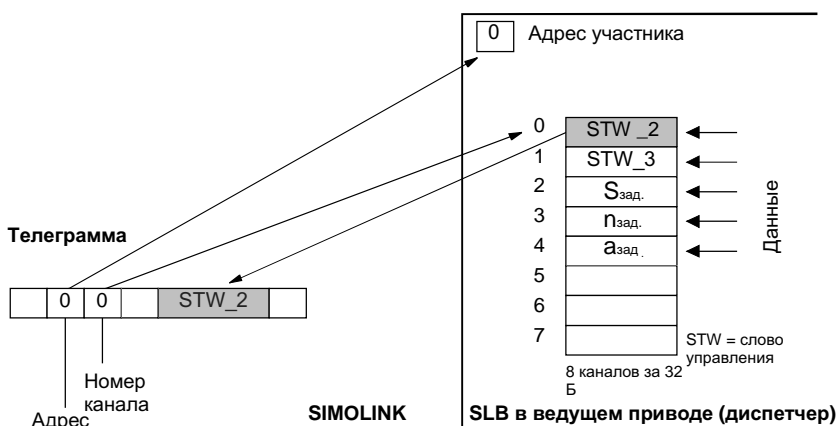 0 Адрес участника
0 STW _2
1 STW_3
2 Sзад.
3 nзад.
4 aзад .
5
6
7
Данные
STW = слово
управления
8 каналов за 32
Б
Телеграмма
0 0 STW_2
Номер
канала
Адрес
SIMOLINK
SLB в ведущем приводе (диспетчер)